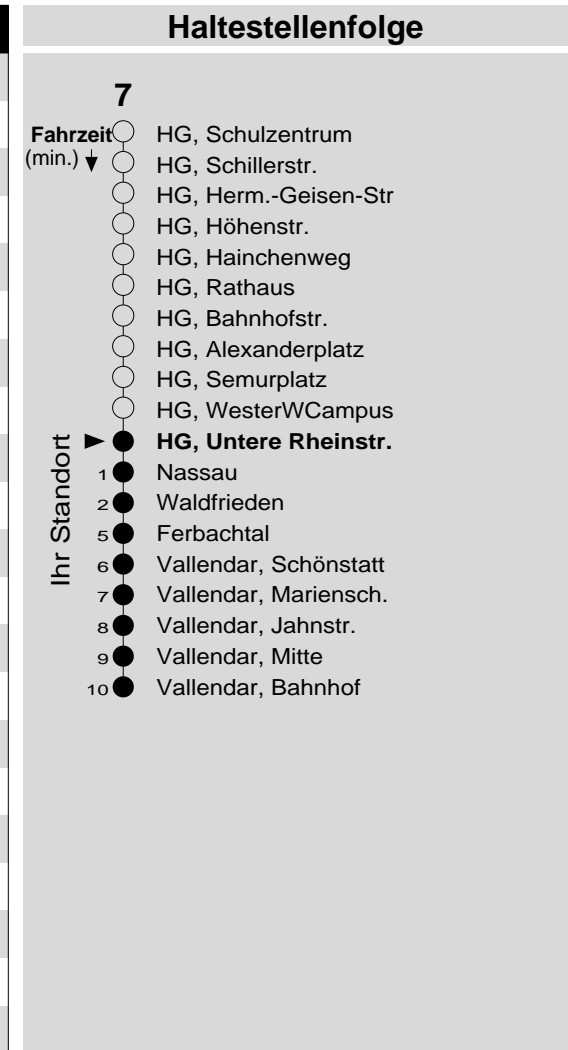 Haltestellenfolge
7
Fahrzeit
(min.)
HG, Schulzentrum
HG, Schillerstr.
HG, Herm.-Geisen-Str
HG, Höhenstr.
HG, Hainchenweg
HG, Rathaus
HG, Bahnhofstr.
HG, Alexanderplatz
HG, Semurplatz
HG, WesterWCampus
Ihr Standort
HG, Untere Rheinstr.
1 Nassau
2 Waldfrieden
5 Ferbachtal
6 Vallendar, Schönstatt
7 Vallendar, Mariensch.
8 Vallendar, Jahnstr.
9 Vallendar, Mitte
10 Vallendar, Bahnhof